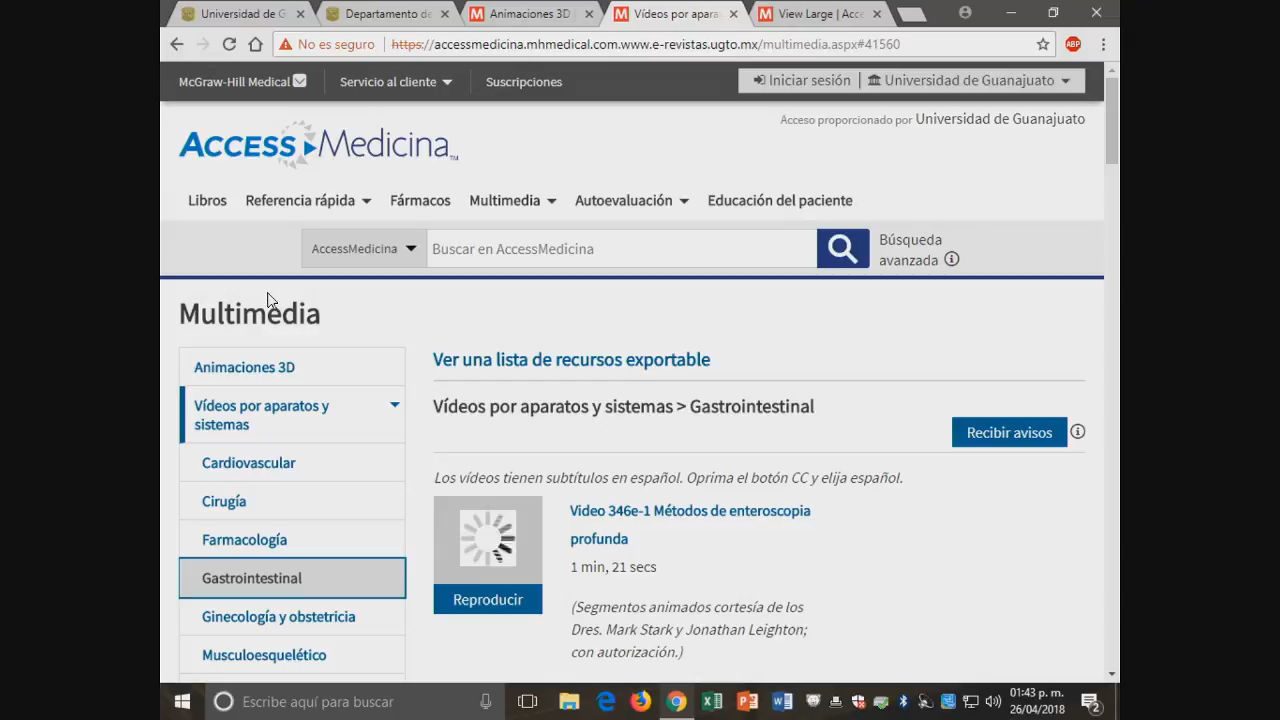 Universidad de G
Departamento de
Animaciones 3D
Vídeos por apara
View Large | Acce
No es seguro
https://accessmedicina.mhmedical.com.www.e-revistas.ugto.mx/multimedia.aspx#41560
ABP
McGraw-Hill Medical
Servicio al cliente
Suscripciones
Iniciar sesión | Universidad de Guanajuato
Acceso proporcionado por Universidad de Guanajuato
ACCESS Medicina TM
Libros
Referencia rápida
Fármacos
Multimedia
Autoevaluación
Educación del paciente
AccessMedicina
Buscar en AccessMedicina
Búsqueda
avanzada
Multimedia
Animaciones 3D
Vídeos por aparatos y
sistemas
Cardiovascular
Cirugía
Farmacología
Gastrointestinal
Ginecología y obstetricia
Musculoesquelético
Ver una lista de recursos exportable
Vídeos por aparatos y sistemas > Gastrointestinal
Recibir avisos
Los vídeos tienen subtítulos en español. Oprima el botón CC y elija español.
Reproducir
Video 346e-1 Métodos de enteroscopia
profunda
1 min, 21 secs
(Segmentos animados cortesía de los
Dres. Mark Stark y Jonathan Leighton;
con autorización.)
Escribe aquí para buscar
01:43 p. m.
26/04/2018
2